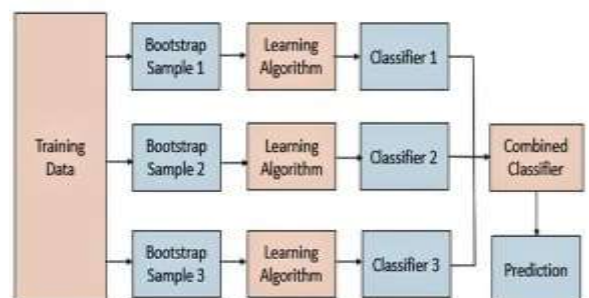 Training
Data
Bootstrap
Sample 1
Learning
Algorithm
Classifier 1
Bootstrap
Sample 2
Learning
Algorithm
Classifier 2
Combined
Classifier
Bootstrap
Sample 3
Learning
Algorithm
Classifier 3
Prediction